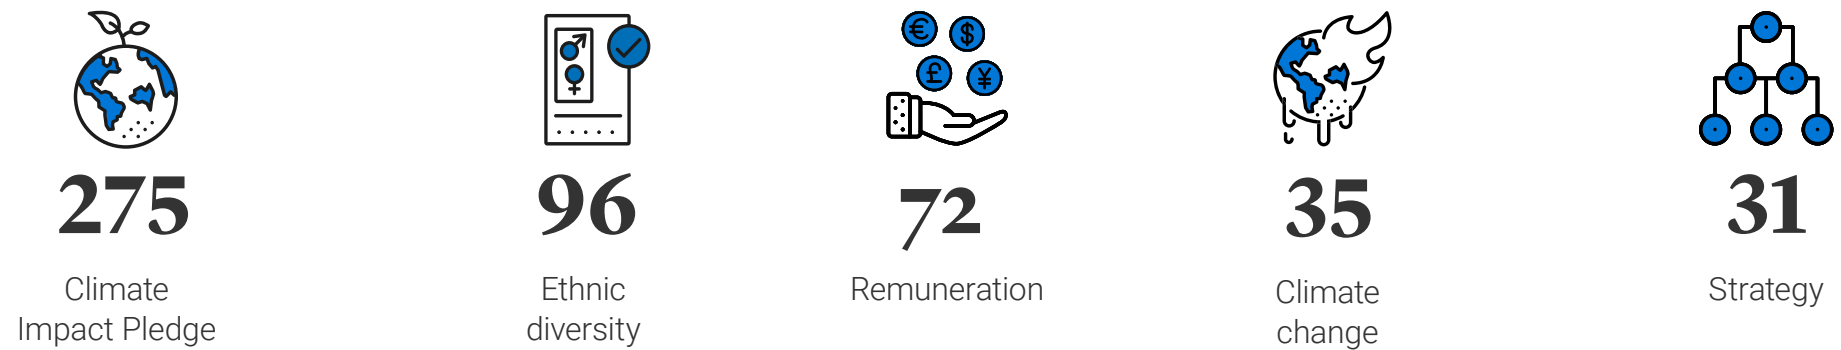 275
Climate
Impact Pledge
96
Ethnic
diversity
72
Remuneration
35
Climate
change
31
Strategy